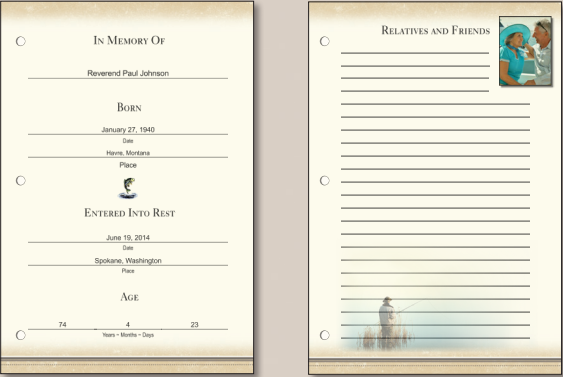 In Memory Of
Reverend Paul Johnson
Born
January 27, 1940
Date
Havre, Montana
Place
Entered Into Rest
June 19, 2014
Date
Spokane, Washington
Place
Age
74 4 23
Years ~ Months ~ Days
Relatives and Friends